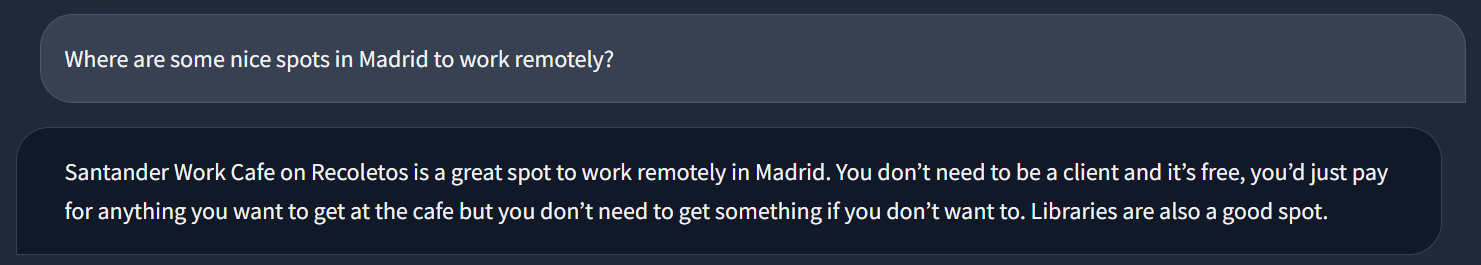 Where are some nice spots in Madrid to work remotely?
Santander Work Cafe on Recoletos is a great spot to work remotely in Madrid. You don’t need to be a client and it’s free, you’d just pay
for anything you want to get at the cafe but you don’t need to get something if you don’t want to. Libraries are also a good spot.